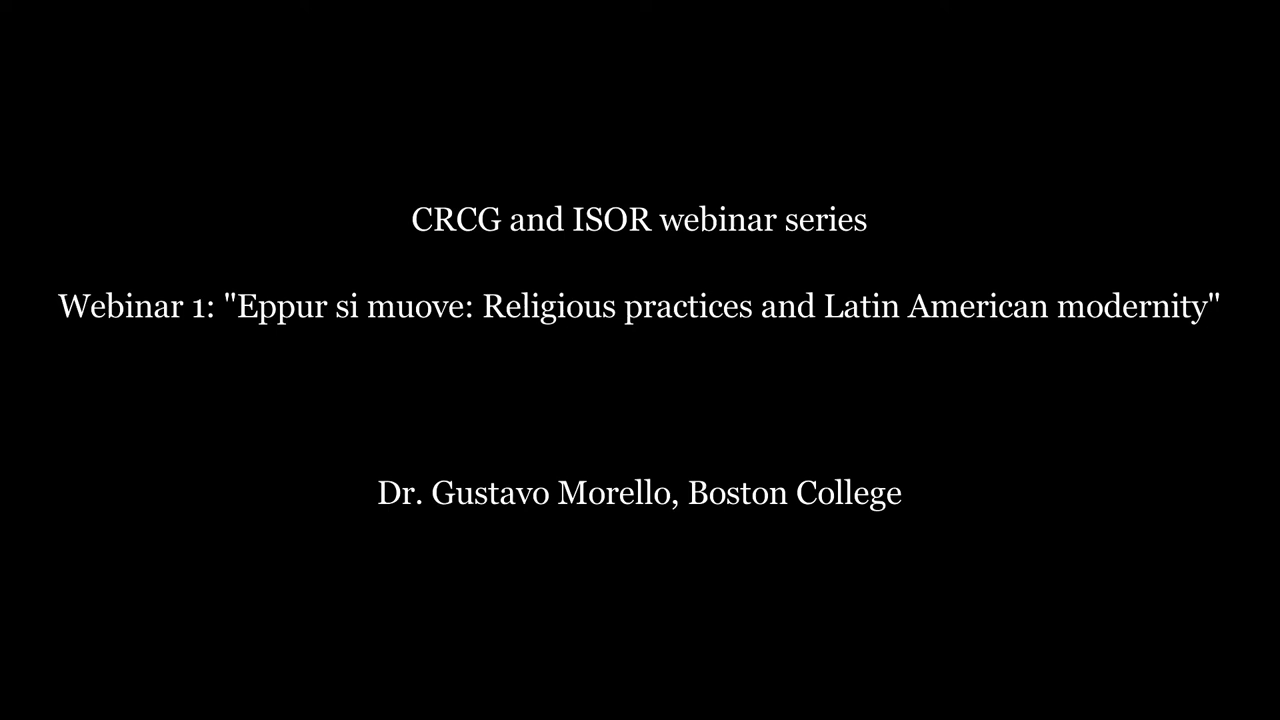 CRCG and ISOR webinar series
Webinar 1: "Eppur si muove: Religious practices and Latin American modernity"
Dr. Gustavo Morello, Boston College